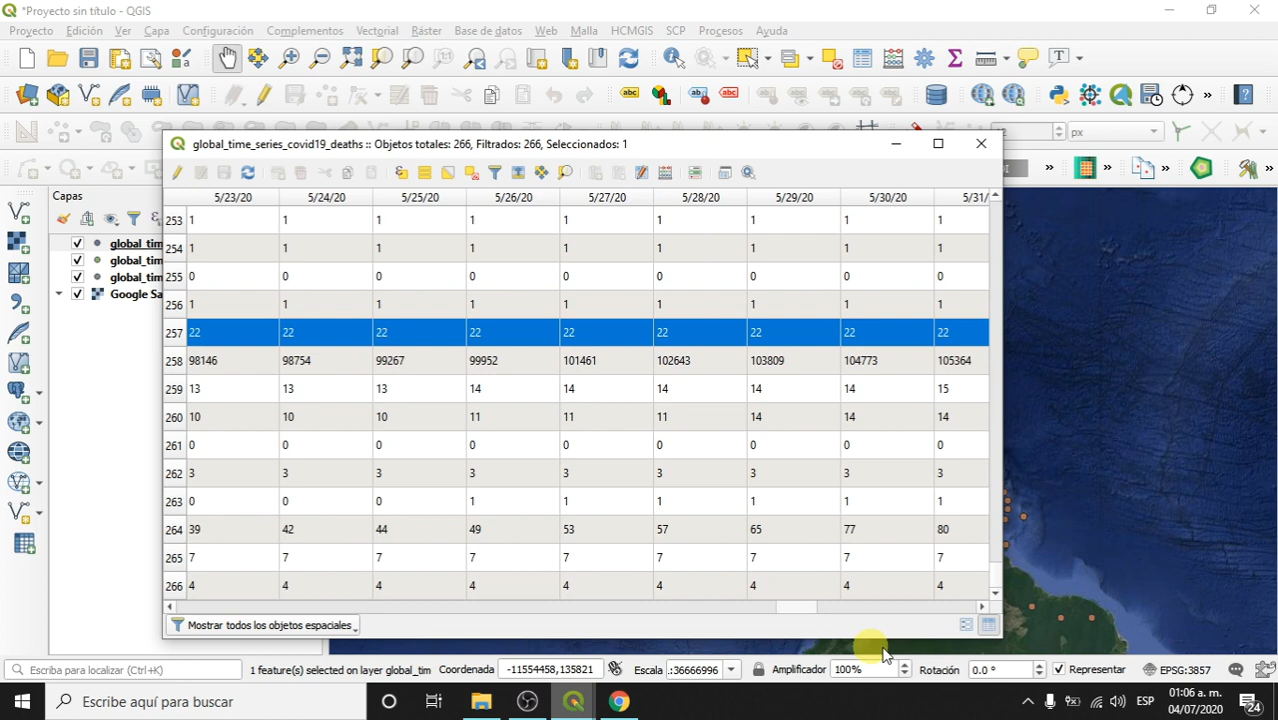 *Proyecto sin título - QGIS
Proyecto Edición Ver Capa Configuración Complementos Vectorial Ráster Base de datos Web Malla HCMGIS SCP Procesos Ayuda
px
global_time_series_covid19_deaths :: Objetos totales: 266, Filtrados: 266, Seleccionados: 1
Capas
global_tim
global_tim
global_tim
Google Sa
5/23/20 5/24/20 5/25/20 5/26/20 5/27/20 5/28/20 5/29/20 5/30/20 5/31/
253 1 1 1 1 1 1 1 1 1
254 1 1 1 1 1 1 1 1 1
255 0 0 0 0 0 0 0 0 0
256 1 1 1 1 1 1 1 1 1
257 22 22 22 22 22 22 22 22 22
258 98146 98754 99267 99952 101461 102643 103809 104773 105364
259 13 13 13 14 14 14 14 14 15
260 10 10 10 11 11 11 14 14 14
261 0 0 0 0 0 0 0 0 0
262 3 3 3 3 3 3 3 3 3
263 0 0 0 1 1 1 1 1 1
264 39 42 44 49 53 57 65 77 80
265 7 7 7 7 7 7 7 7 7
266 4 4 4 4 4 4 4 4 4
Mostrar todos los objetos espaciales
Escriba para localizar (Ctrl+K) 1 feature(s) selected on layer global_tim Coordenada -11554458,135821 Escala .:36666996 Amplificador 100% Rotación 0.0 ° Representar EPSG:3857
Escribe aquí para buscar
ESP
01:06 a. m.
04/07/2020
24